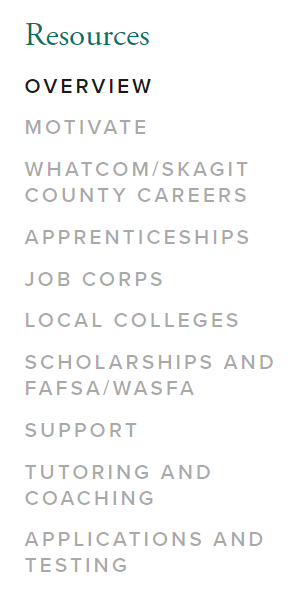 Resources
OVERVIEW
MOTIVATE
WHATCOM/SKAGIT
COUNTY CAREERS
APPRENTICESHIPS
JOB CORPS
LOCAL COLLEGES
SCHOLARSHIPS AND
FAFSA/WASFA
SUPPORT
TUTORING AND
COACHING
APPLICATIONS AND
TESTING